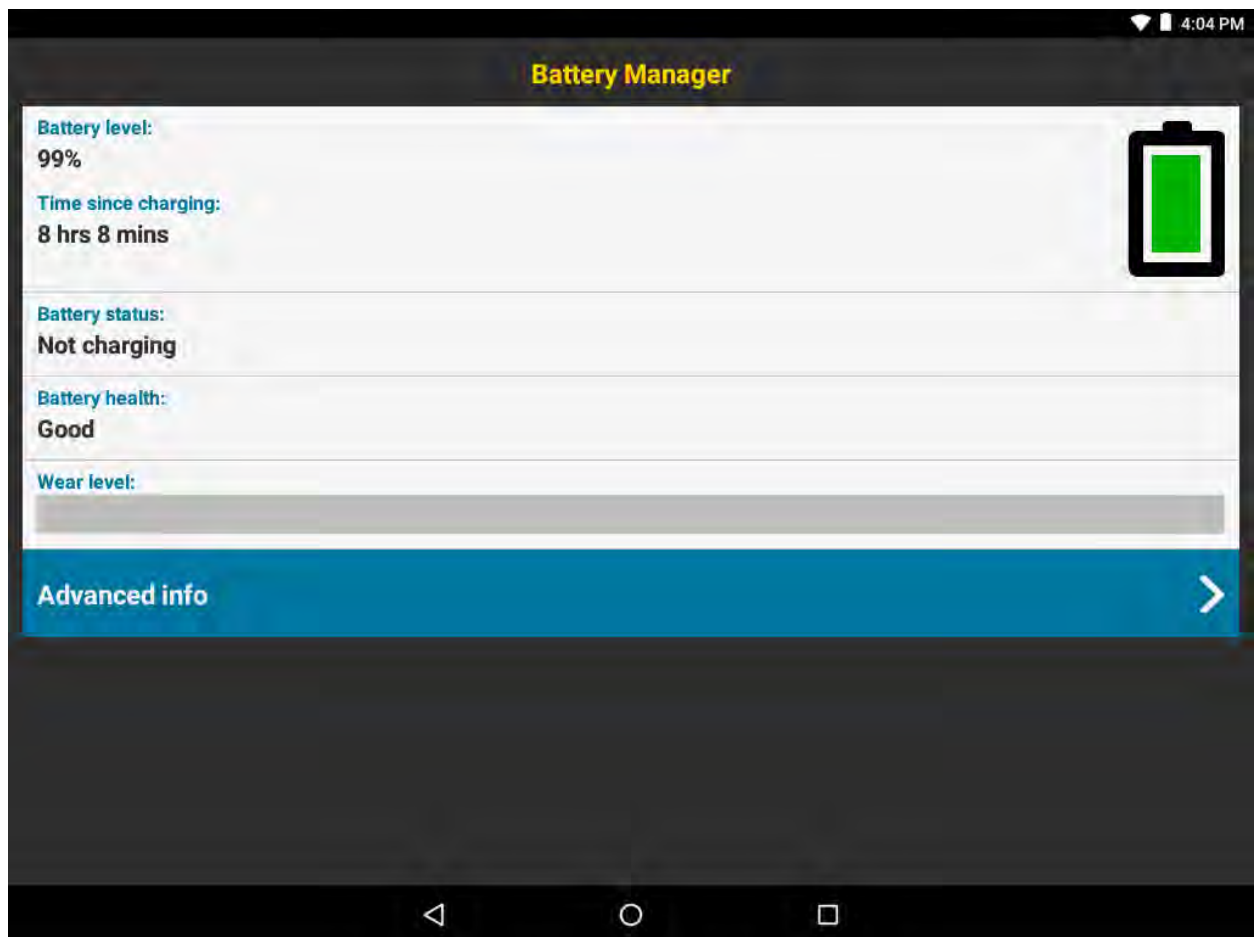 4:04 PM
Battery Manager
Battery level:
99%
Time since charging:
8 hrs 8 mins
Battery status:
Not charging
Battery health:
Good
Wear level:
Advanced info